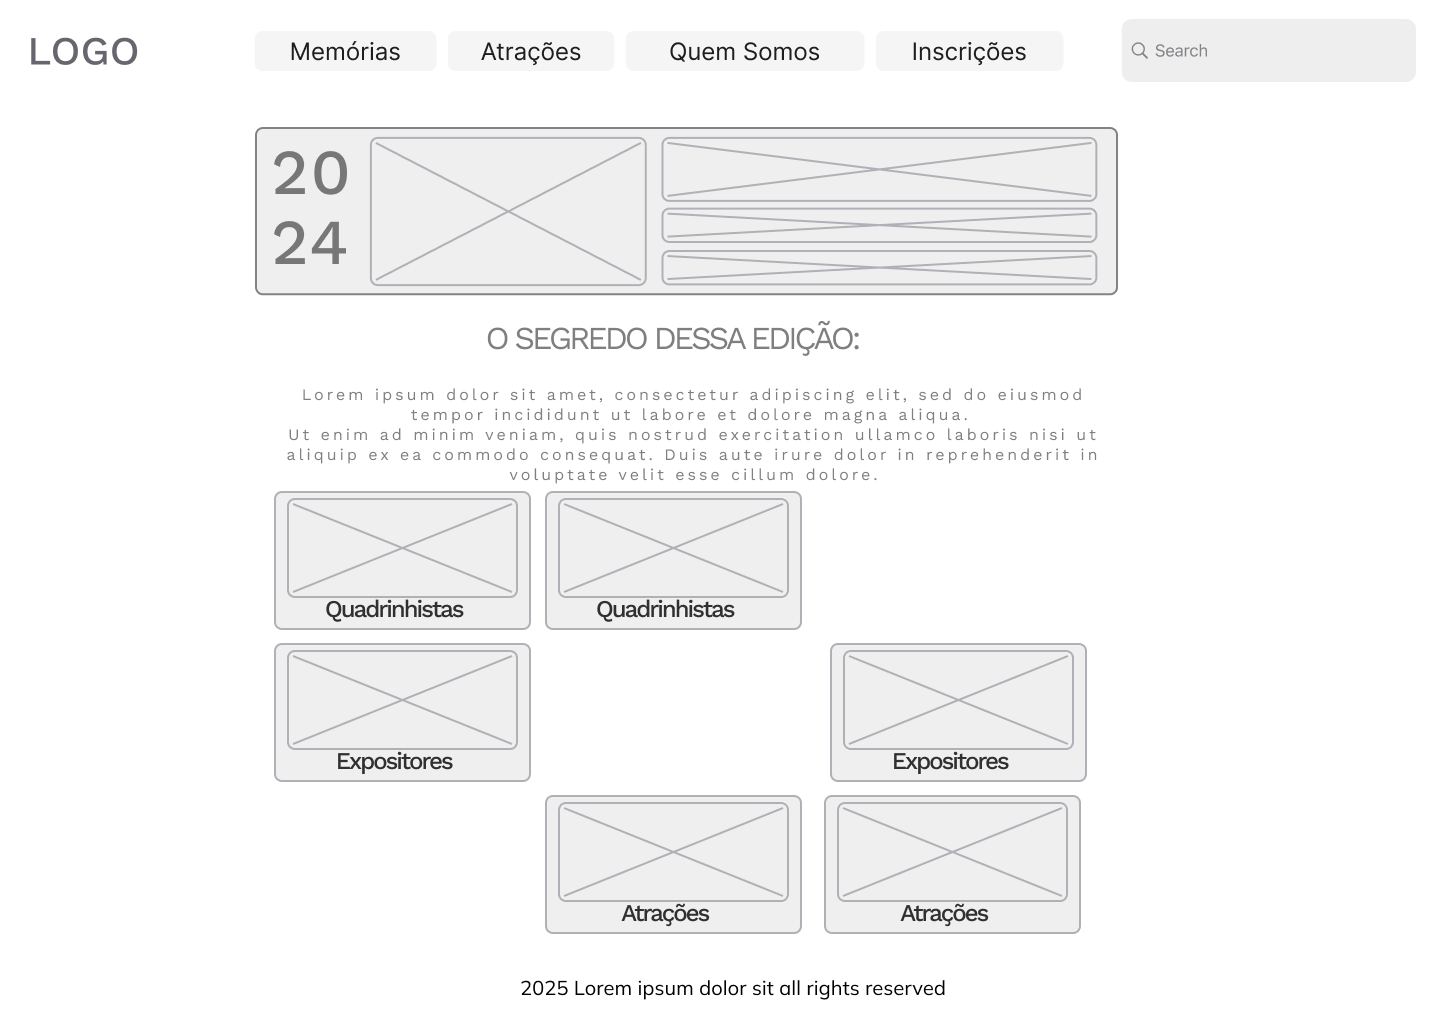 LOGO
Memórias
Atrações
Quem Somos
Inscrições
Search
20
24
O SEGREDO DESSA EDIÇÃO:
Lorem ipsum dolor sit amet, consectetur adipiscing elit, sed do eiusmod
tempor incididunt ut labore et dolore magna aliqua.
Ut enim ad minim veniam, quis nostrud exercitation ullamco laboris nisi ut
aliquip ex ea commodo consequat. Duis aute irure dolor in reprehenderit in
voluptate velit esse cillum dolore.
Quadrinhistas
Quadrinhistas
Expositores
Expositores
Atrações
Atrações
2025 Lorem ipsum dolor sit all rights reserved